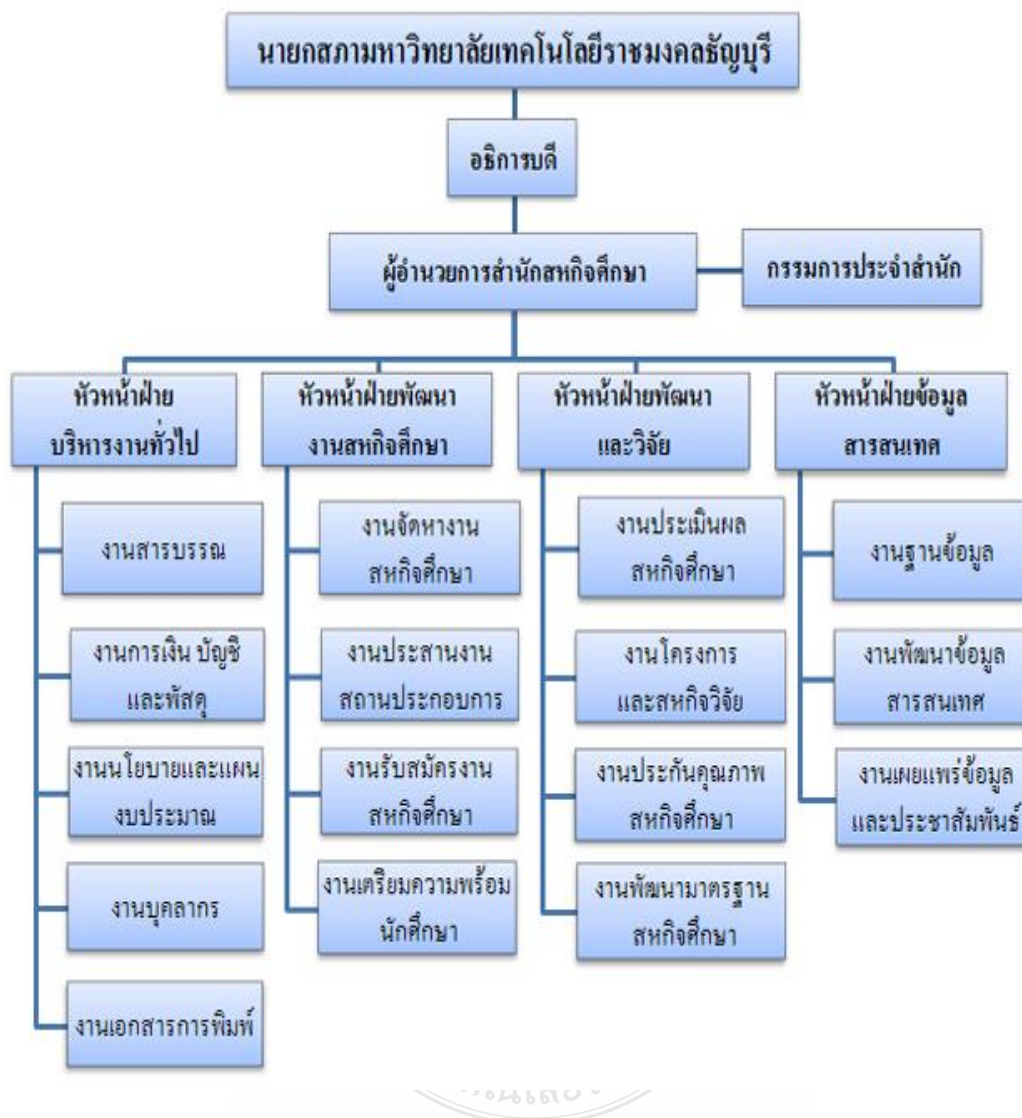 นายกสภามหาวิทยาลัยเทคโนโลยีราชมงคลธัญบุรี
อธิการบดี
ผู้อำนวยการสำนักสหกิจศึกษา
กรรมการประจำสำนัก
หัวหน้าฝ่าย
บริหารงานทั่วไป
งานสารบรรณ
งานการเงิน บัญชี
และพัสดุ
งานนโยบายและแผน
งบประมาณ
งานบุคลากร
งานเอกสารการพิมพ์
หัวหน้าฝ่ายพัฒนา
งานสหกิจศึกษา
งานจัดหางาน
สหกิจศึกษา
งานประสานงาน
สถานประกอบการ
งานรับสมัครงาน
สหกิจศึกษา
งานเตรียมความพร้อม
นักศึกษา
หัวหน้าฝ่ายพัฒนา
และวิจัย
งานประเมินผล
สหกิจศึกษา
งานโครงการ
และสหกิจวิจัย
งานประกันคุณภาพ
สหกิจศึกษา
งานพัฒนามาตรฐาน
สหกิจศึกษา
หัวหน้าฝ่ายข้อมูล
สารสนเทศ
งานฐานข้อมูล
งานพัฒนาข้อมูล
สารสนเทศ
งานเผยแพร่ข้อมูล
และประชาสัมพันธ์